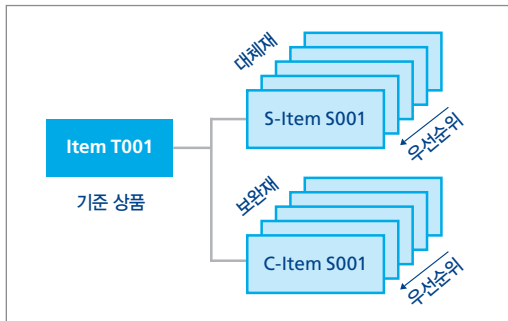 대체재
S-Item S001
우선순위
Item T001
기준 상품
보완재
C-Item S001
우선순위